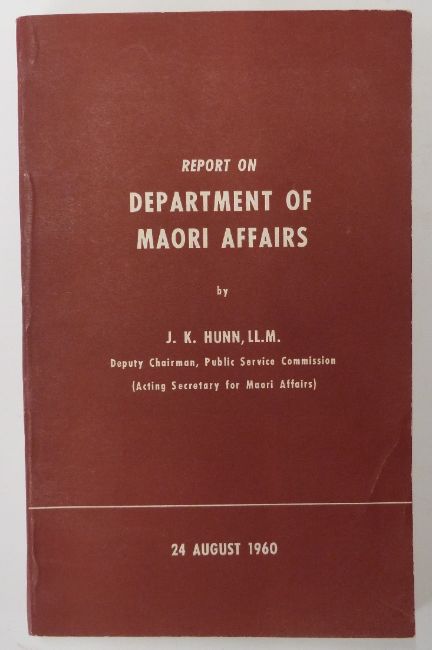 REPORT ON
DEPARTMENT OF
MAORI AFFAIRS
by
J. K. HUNN, LL.M.
Deputy Chairman, Public Service Commission
(Acting Secretary for Maori Affairs)
24 AUGUST 1960